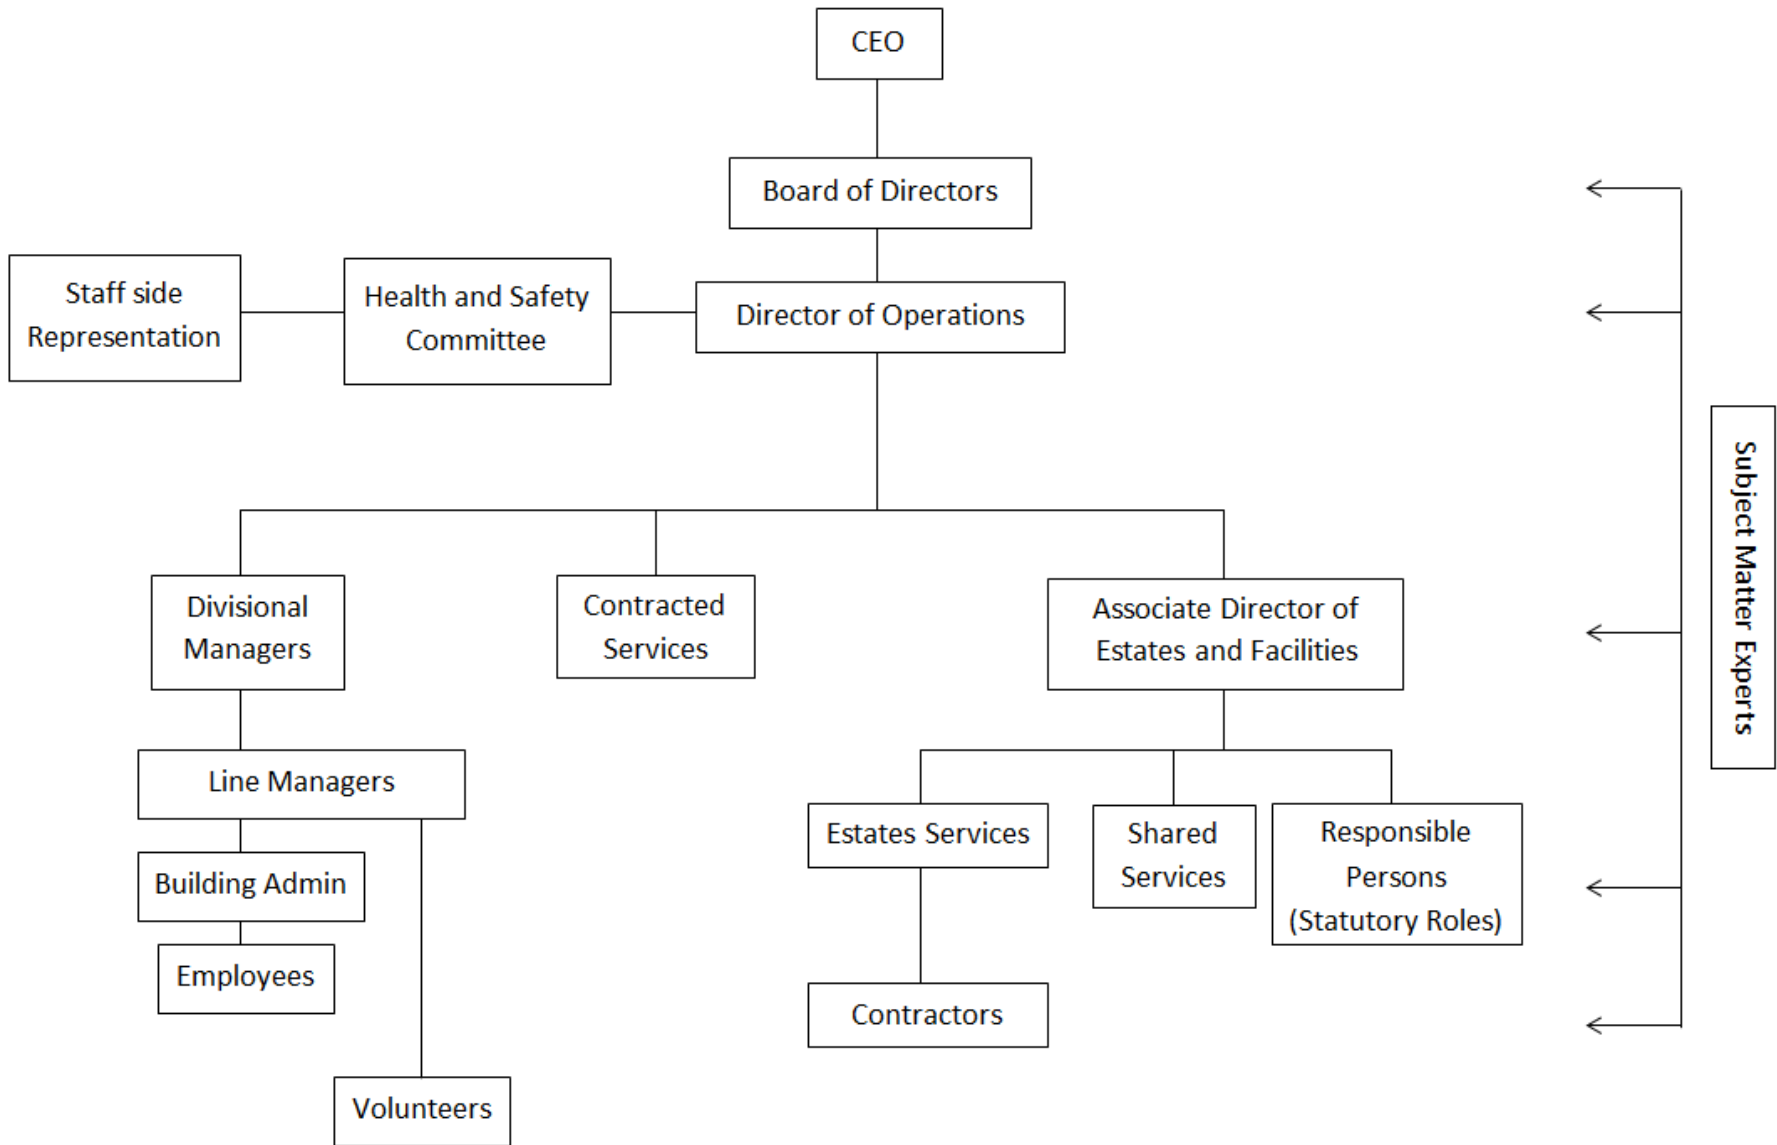 CEO
Board of Directors
Staff side
Representation
Health and Safety
Committee
Director of Operations
Divisional
Managers
Contracted
Services
Associate Director of
Estates and Facilities
Subject Matter Experts
Line Managers
Estates Services
Shared
Services
Responsible
Persons
(Statutory Roles)
Building Admin
Employees
Contractors
Volunteers